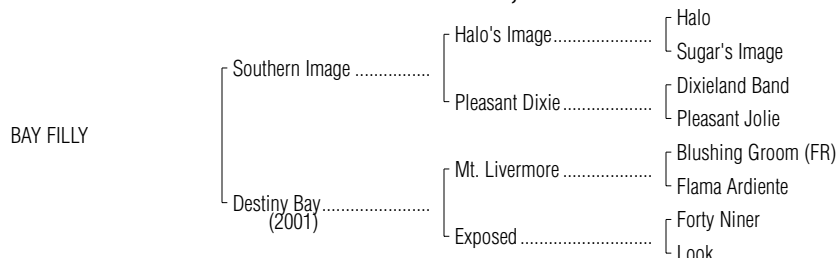 Halo
Halo's Image
Sugar's Image
Southern Image
Dixieland Band
Pleasant Dixie
Pleasant Jolie
BAY FILLY
Blushing Groom (FR)
Mt. Livermore
Flama Ardiente
Destiny Bay
(2001)
Forty Niner
Exposed
Look